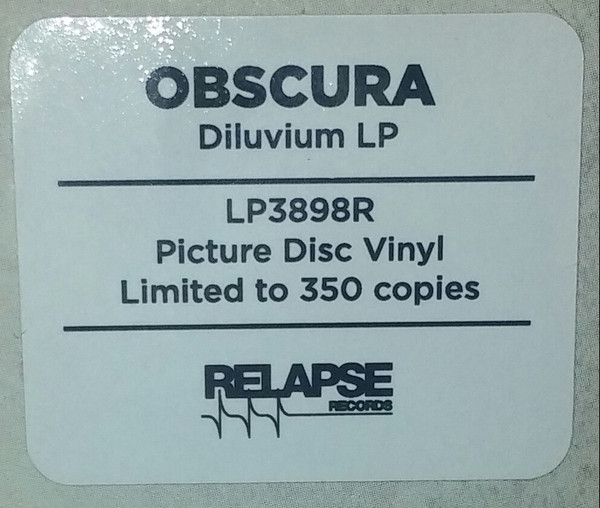 OBSCURA
Diluvium LP
LP3898R
Picture Disc Vinyl
Limited to 350 copies
RELAPSE
RECORDS